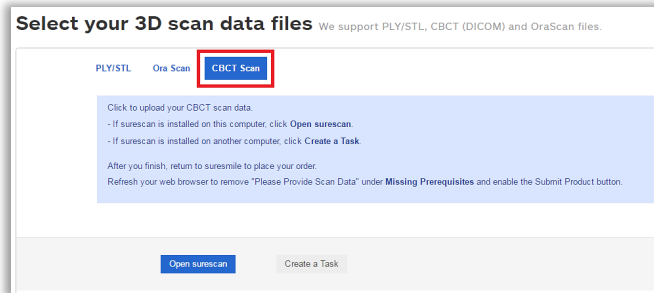 Select your 3D scan data files We support PLY/STL, CBCT (DICOM) and OraScan files.
PLY/STL Ora Scan CBCT Scan
Click to upload your CBCT scan data.
- If surescan is installed on this computer, click Open surescan.
- If surescan is installed on another computer, click Create a Task.
After you finish, return to suresmile to place your order.
Refresh your web browser to remove "Please Provide Scan Data" under Missing Prerequisites and enable the Submit Product button.
Open surescan Create a Task